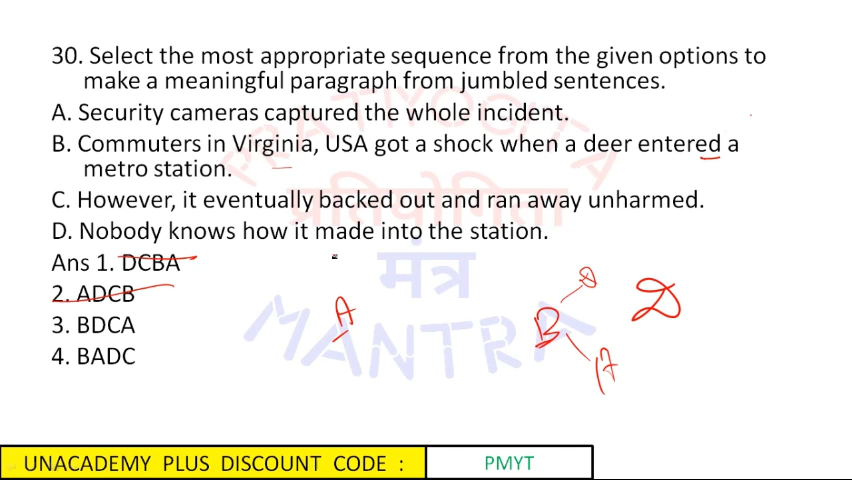 30. Select the most appropriate sequence from the given options to
make a meaningful paragraph from jumbled sentences.
A. Security cameras captured the whole incident.
B. Commuters in Virginia, USA got a shock when a deer entered a
metro station.
C. However, it eventually backed out and ran away unharmed.
D. Nobody knows how it made into the station.
Ans 1. DCBA
2. ADCB
3. BDCA
4. BADC
PRATIYOGITA
प्रतियोगिता
मंत्र
MANTRA
A
B
D
UNACADEMY PLUS DISCOUNT CODE :
PMYT